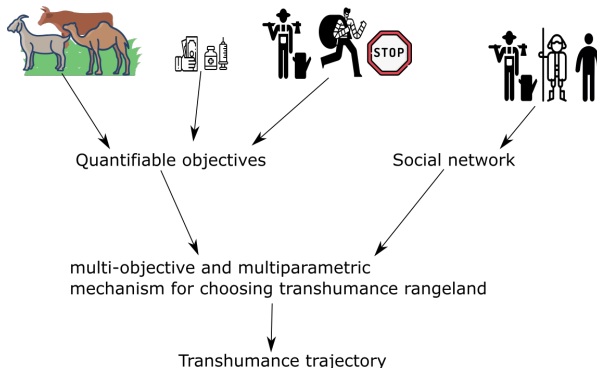 STOP
Quantifiable objectives
Social network
multi-objective and multiparametric
mechanism for choosing transhumance rangeland
Transhumance trajectory